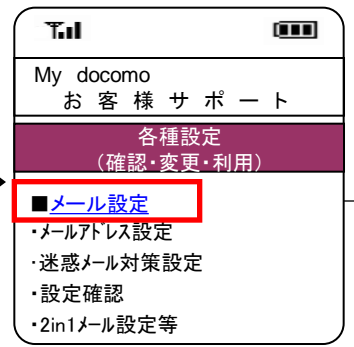 My docomo
お客様サポート
各種設定
（確認・変更・利用）
■メール設定
・ﾒｰﾙｱﾄﾞﾚｽ設定
・迷惑ﾒｰﾙ対策設定
・設定確認
・2in1ﾒｰﾙ設定等